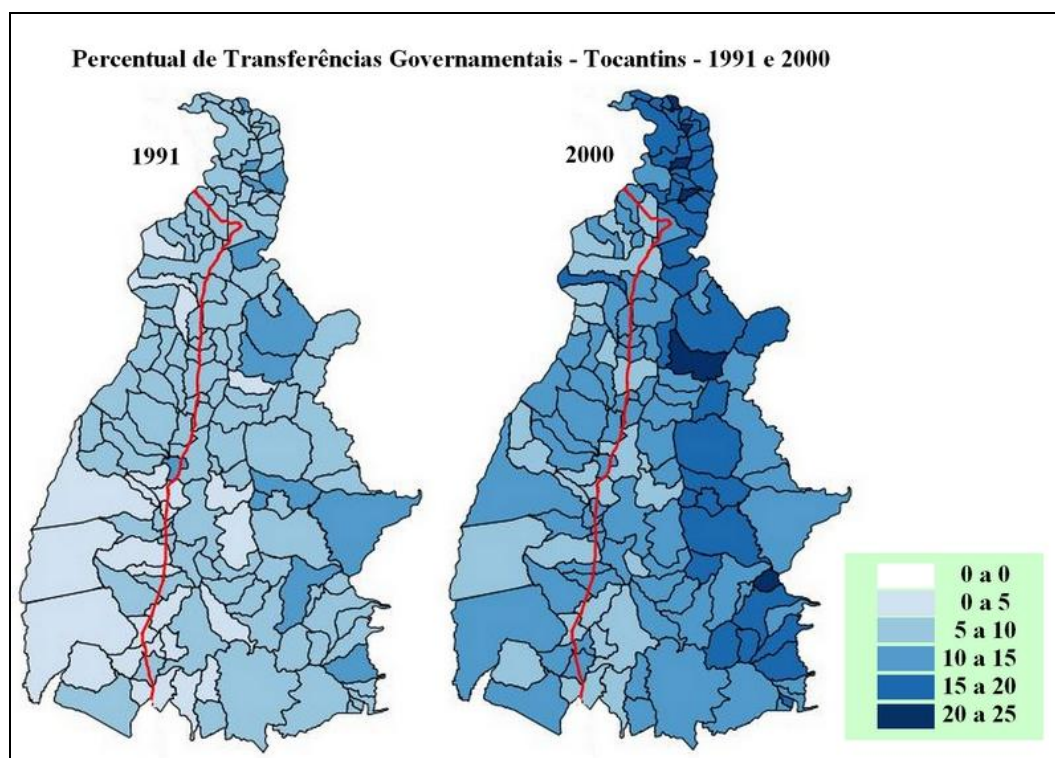 Percentual de Transferências Governamentais - Tocantins - 1991 e 2000
1991
2000
0 a 0
0 a 5
5 a 10
10 a 15
15 a 20
20 a 25